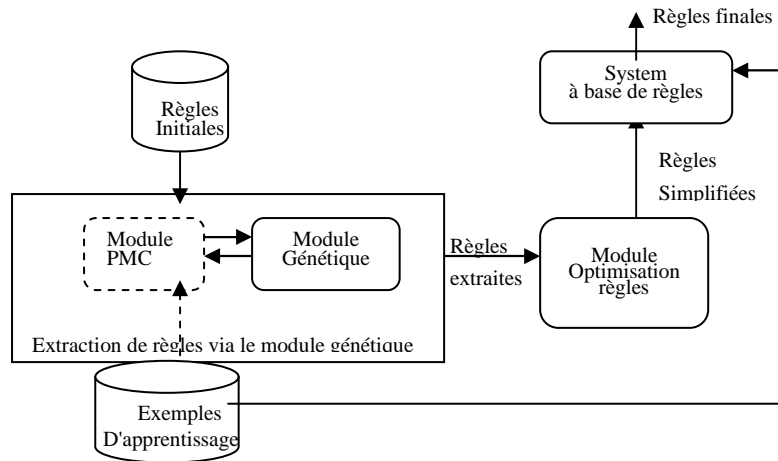 Règles finales
System
à base de règles
Règles
Initiales
Règles
Simplifiées
Module
PMC
Module
Génétique
Règles
extraites
Module
Optimisation
règles
Extraction de règles via le module génétique
Exemples
D'apprentissage